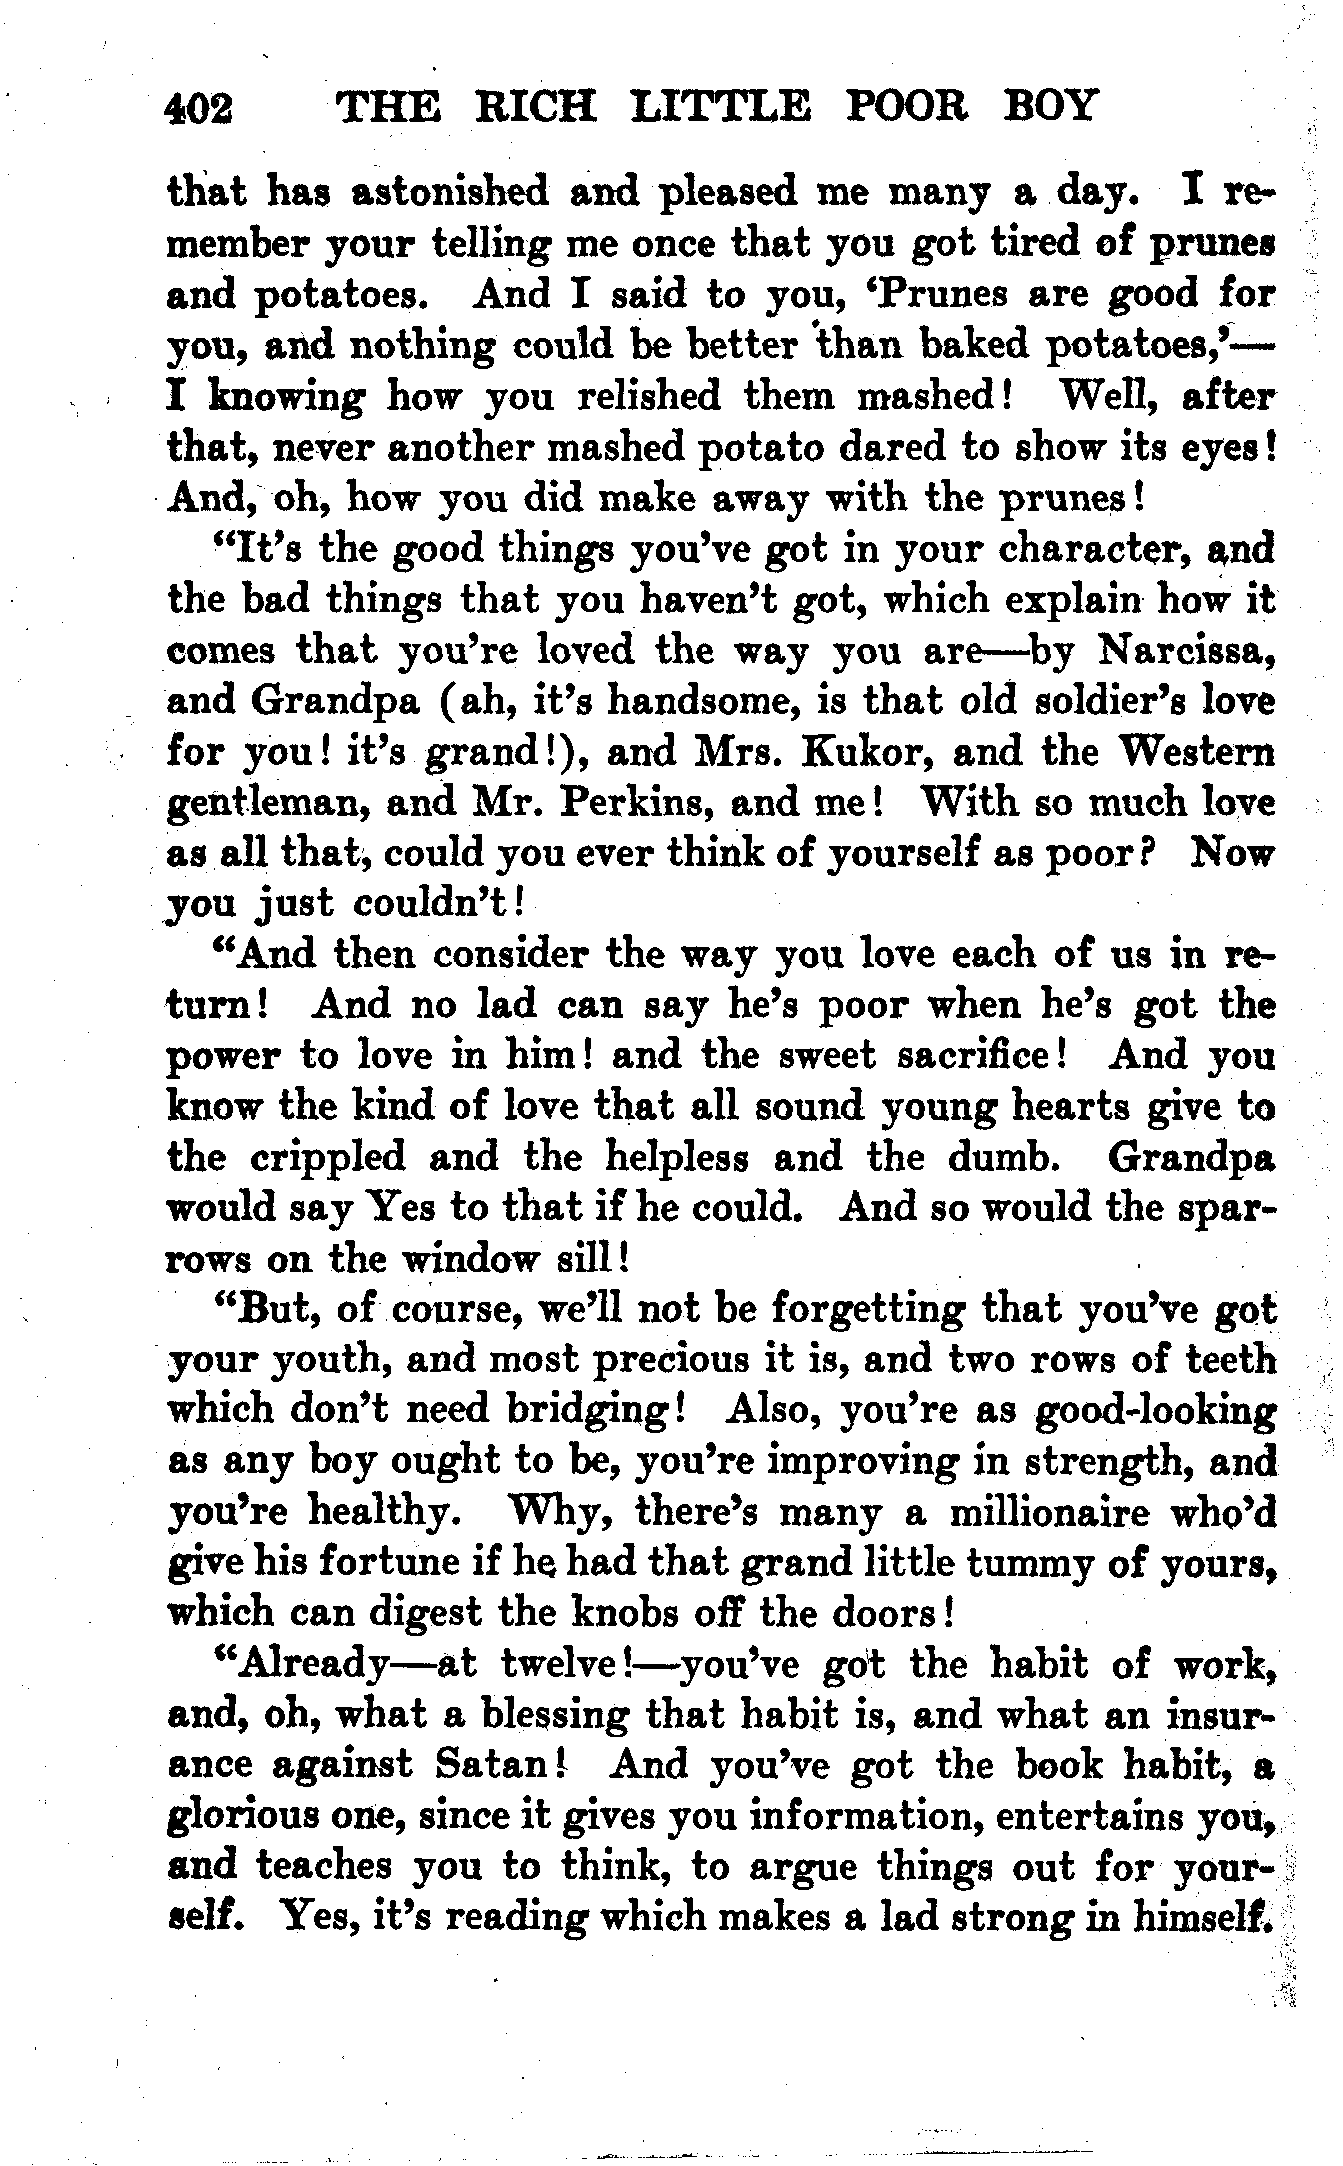 402 THE RICH LITTLE POOR BOY
that has astonished and pleased me many a day. I re-
member your telling me once that you got tired of prunes
and potatoes. And I said to you, ‘Prunes are good for
you, and nothing could be better than baked potatoes,’—
I knowing how you relished them mashed! Well, after
that, never another mashed potato dared to show its eyes!
And, oh, how you did make away with the prunes!
“It’s the good things you’ve got in your character, and
the bad things that you haven’t got, which explain how it
comes that you’re loved the way you are—by Narcissa,
and Grandpa (ah, it’s handsome, is that old soldier’s love
for you! it’s grand!), and Mrs. Kukor, and the Western
gentleman, and Mr. Perkins, and me! With so much love
as all that, could you ever think of yourself as poor? Now
you just couldn’t!
“And then consider the way you love each of us in re-
turn! And no lad can say he’s poor when he’s got the
power to love in him! and the sweet sacrifice! And you
know the kind of love that all sound young hearts give to
the crippled and the helpless and the dumb. Grandpa
would say Yes to that if he could. And so would the spar-
rows on the window sill!
“But, of course, we’ll not be forgetting that you’ve got
your youth, and most precious it is, and two rows of teeth
which don’t need bridging! Also, you’re as good-looking
as any boy ought to be, you’re improving in strength, and
you’re healthy. Why, there’s many a millionaire who’d
give his fortune if he had that grand little tummy of yours,
which can digest the knobs off the doors!
“Already—at twelve!—you’ve got the habit of work,
and, oh, what a blessing that habit is, and what an insur-
ance against Satan! And you’ve got the book habit, a
glorious one, since it gives you information, entertains you,
and teaches you to think, to argue things out for your-
self. Yes, it’s reading which makes a lad strong in himself.